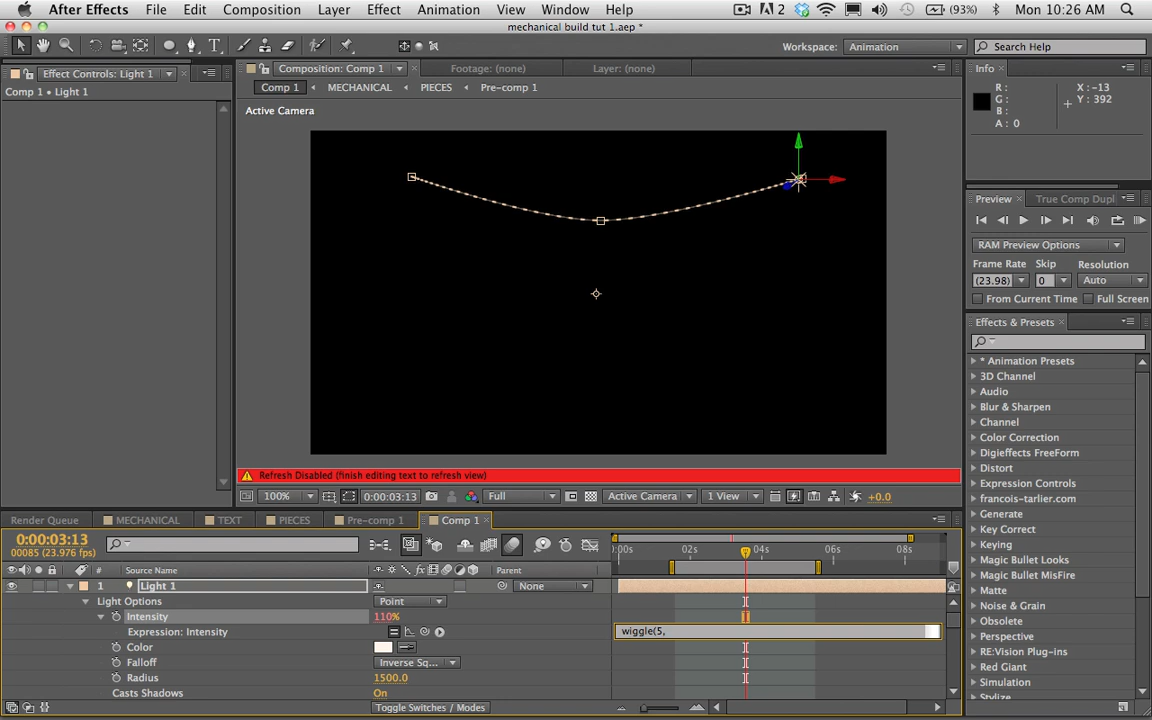 After Effects File Edit Composition Layer Effect Animation View Window Help 2 (93%) Mon 10:26 AM
mechanical build tut 1.aep *
T Workspace: Animation Search Help
Effect Controls: Light 1
Comp 1 • Light 1
Composition: Comp 1 Footage: (none) Layer: (none)
Comp 1 MECHANICAL PIECES Pre-comp 1
Active Camera
Info
R : X : -13
G : Y : 392
B :
A : 0
Preview True Comp Dupl
RAM Preview Options
Frame Rate Skip Resolution
(23.98) 0 Auto
From Current Time Full Screen
Effects & Presets
* Animation Presets
3D Channel
Audio
Blur & Sharpen
Channel
Color Correction
Digieffects FreeForm
Distort
Expression Controls
francois-tarlier.com
Generate
Key Correct
Keying
Magic Bullet Looks
Magic Bullet MisFire
Matte
Noise & Grain
Obsolete
Perspective
RE:Vision Plug-ins
Red Giant
Simulation
Stylize
Refresh Disabled (finish editing text to refresh view)
100% 0:00:03:13 Full Active Camera 1 View +0.0
Render Queue MECHANICAL TEXT PIECES Pre-comp 1 Comp 1
0:00:03:13
00085 (23.976 fps)
:00s 02s 04s 06s 08s
# Source Name Parent
1 Light 1 None
Light Options Point
Intensity 110%
Expression: Intensity wiggle(5,
Color
Falloff Inverse Sq...
Radius 1500.0
Casts Shadows On
Toggle Switches / Modes